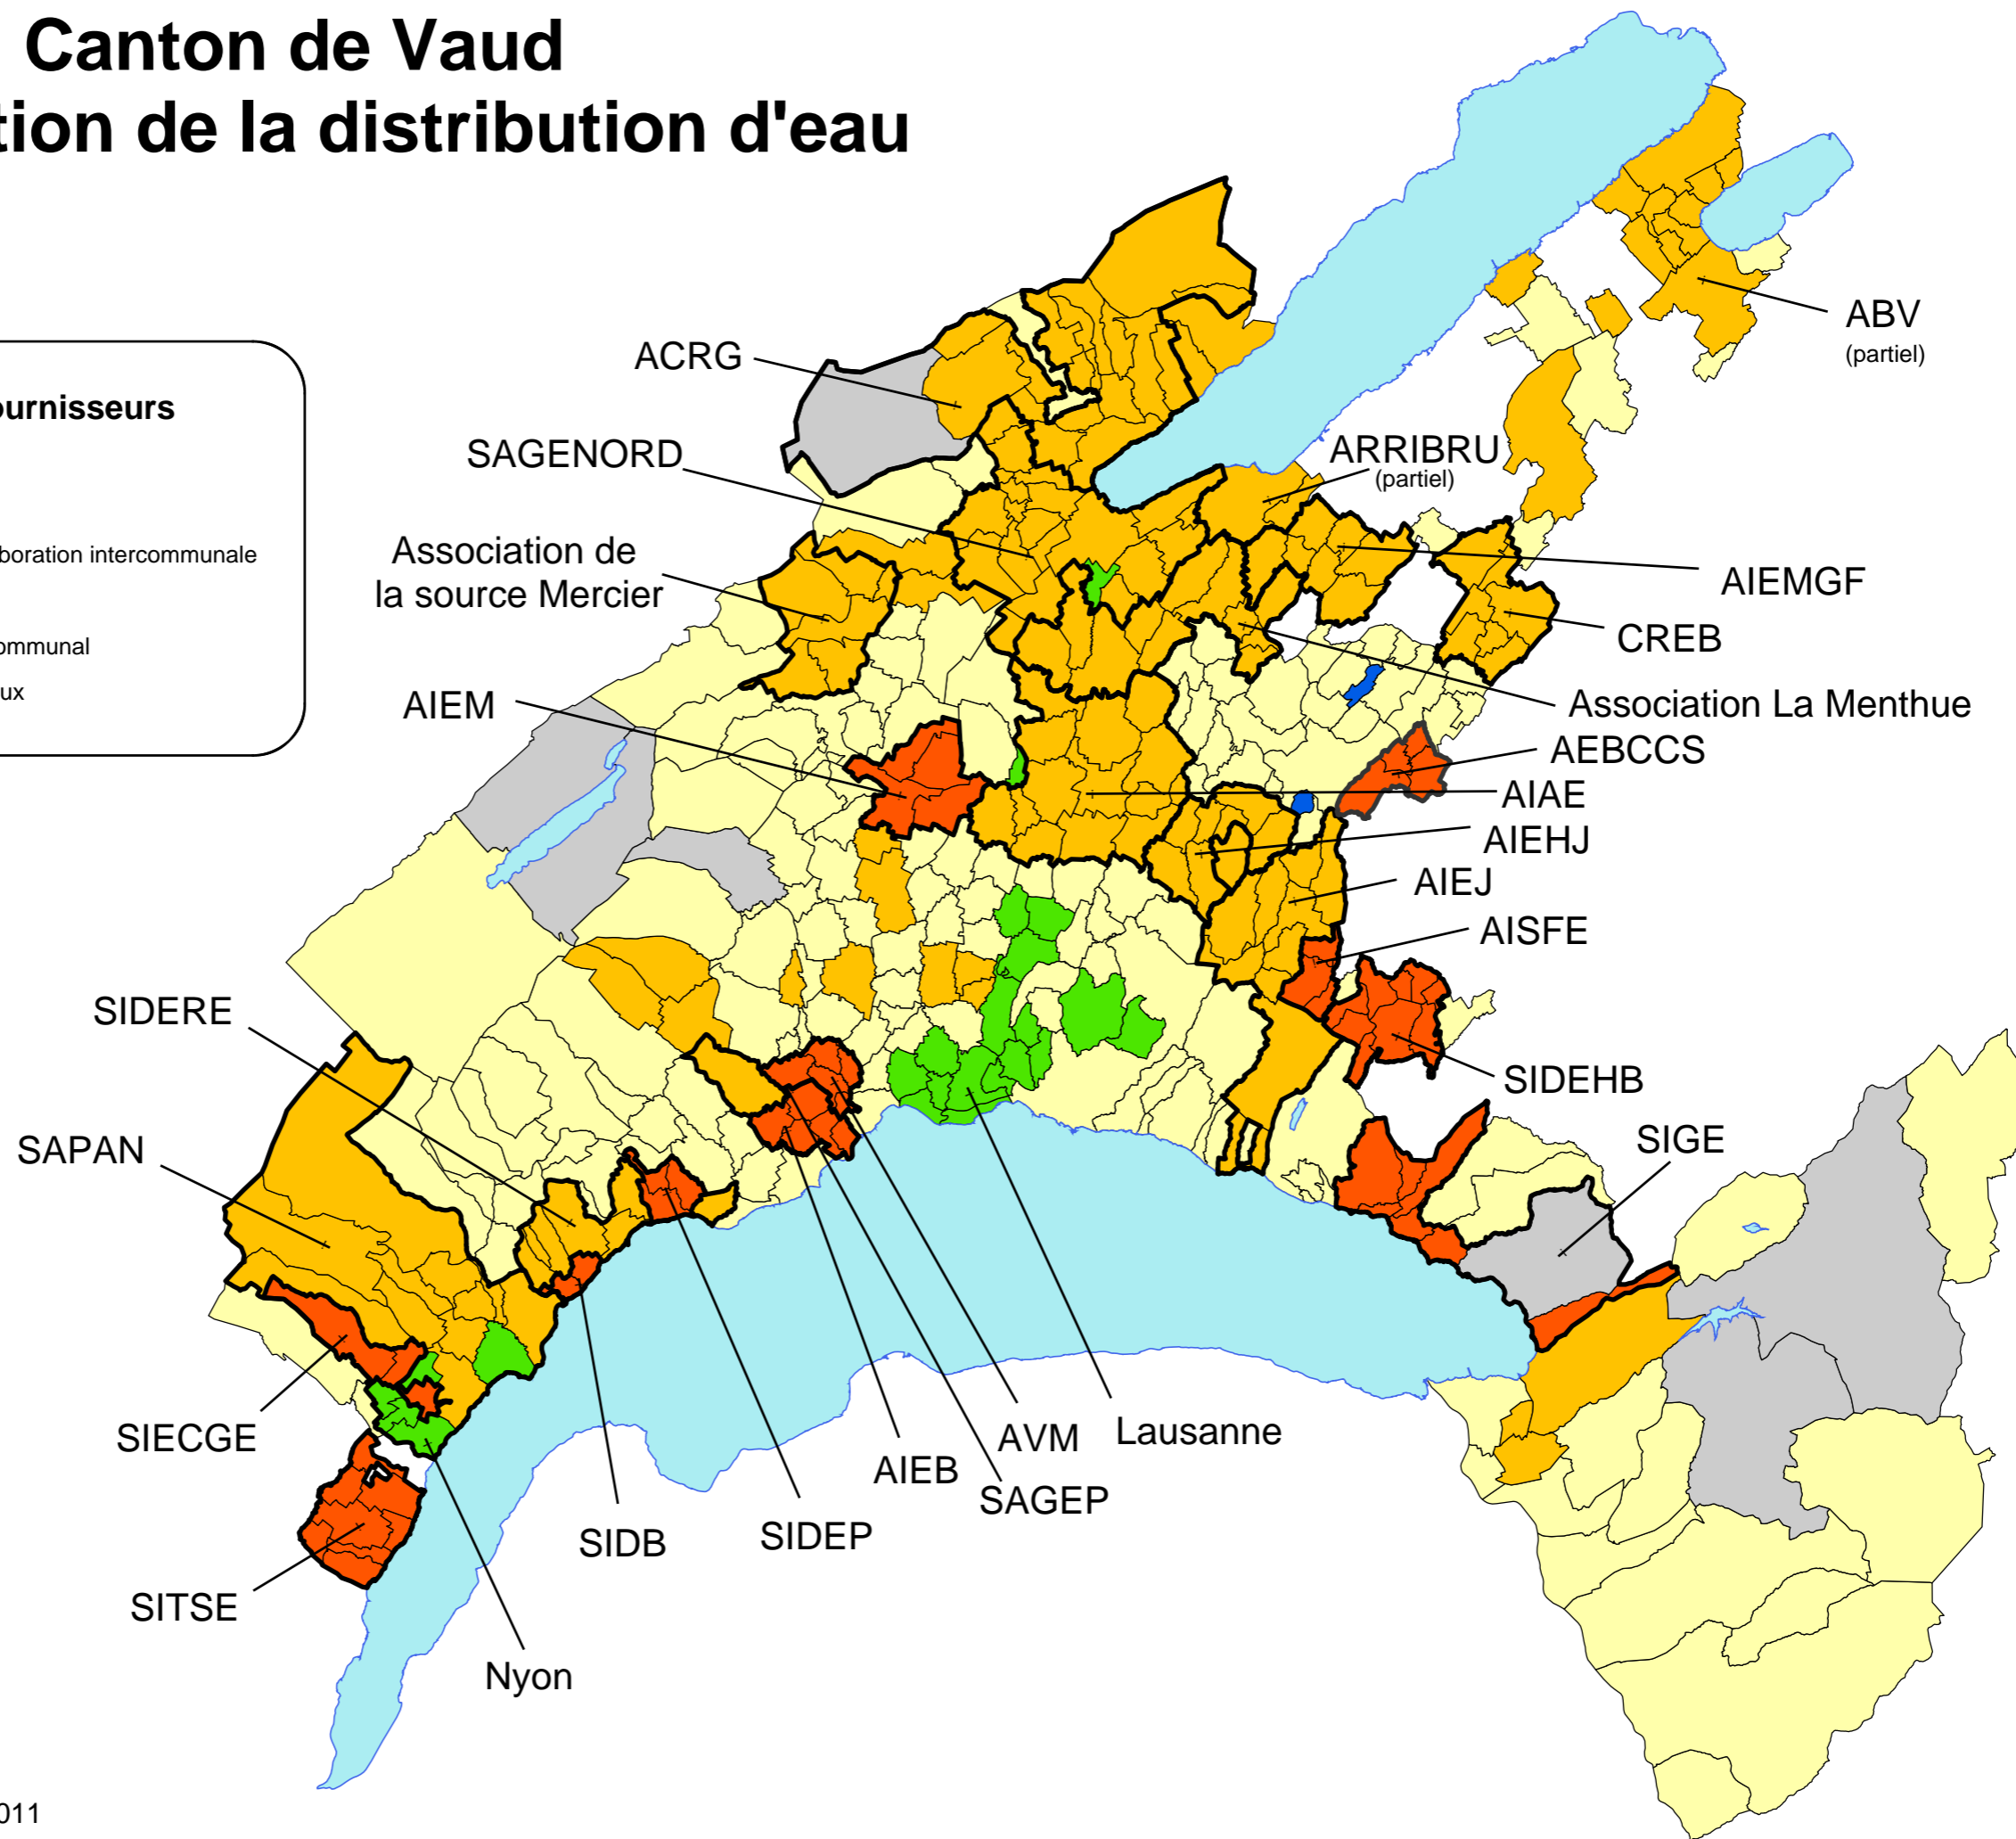 Canton de Vaud
tion de la distribution d'eau
ournisseurs
boration intercommunale
ommunal
ux
ACRG
SAGENORD
Association de
la source Mercier
AIEM
SIDERE
SAPAN
SIECGE
SITSE
Nyon
SIDB
SIDEP
AIEB
SAGEP
AVM
Lausanne
ABV
(partiel)
ARRIBRU
(partiel)
AIEMGF
CREB
Association La Menthue
AEBCCS
AIAE
AIEHJ
AIEJ
AISFE
SIDEHB
SIGE
011